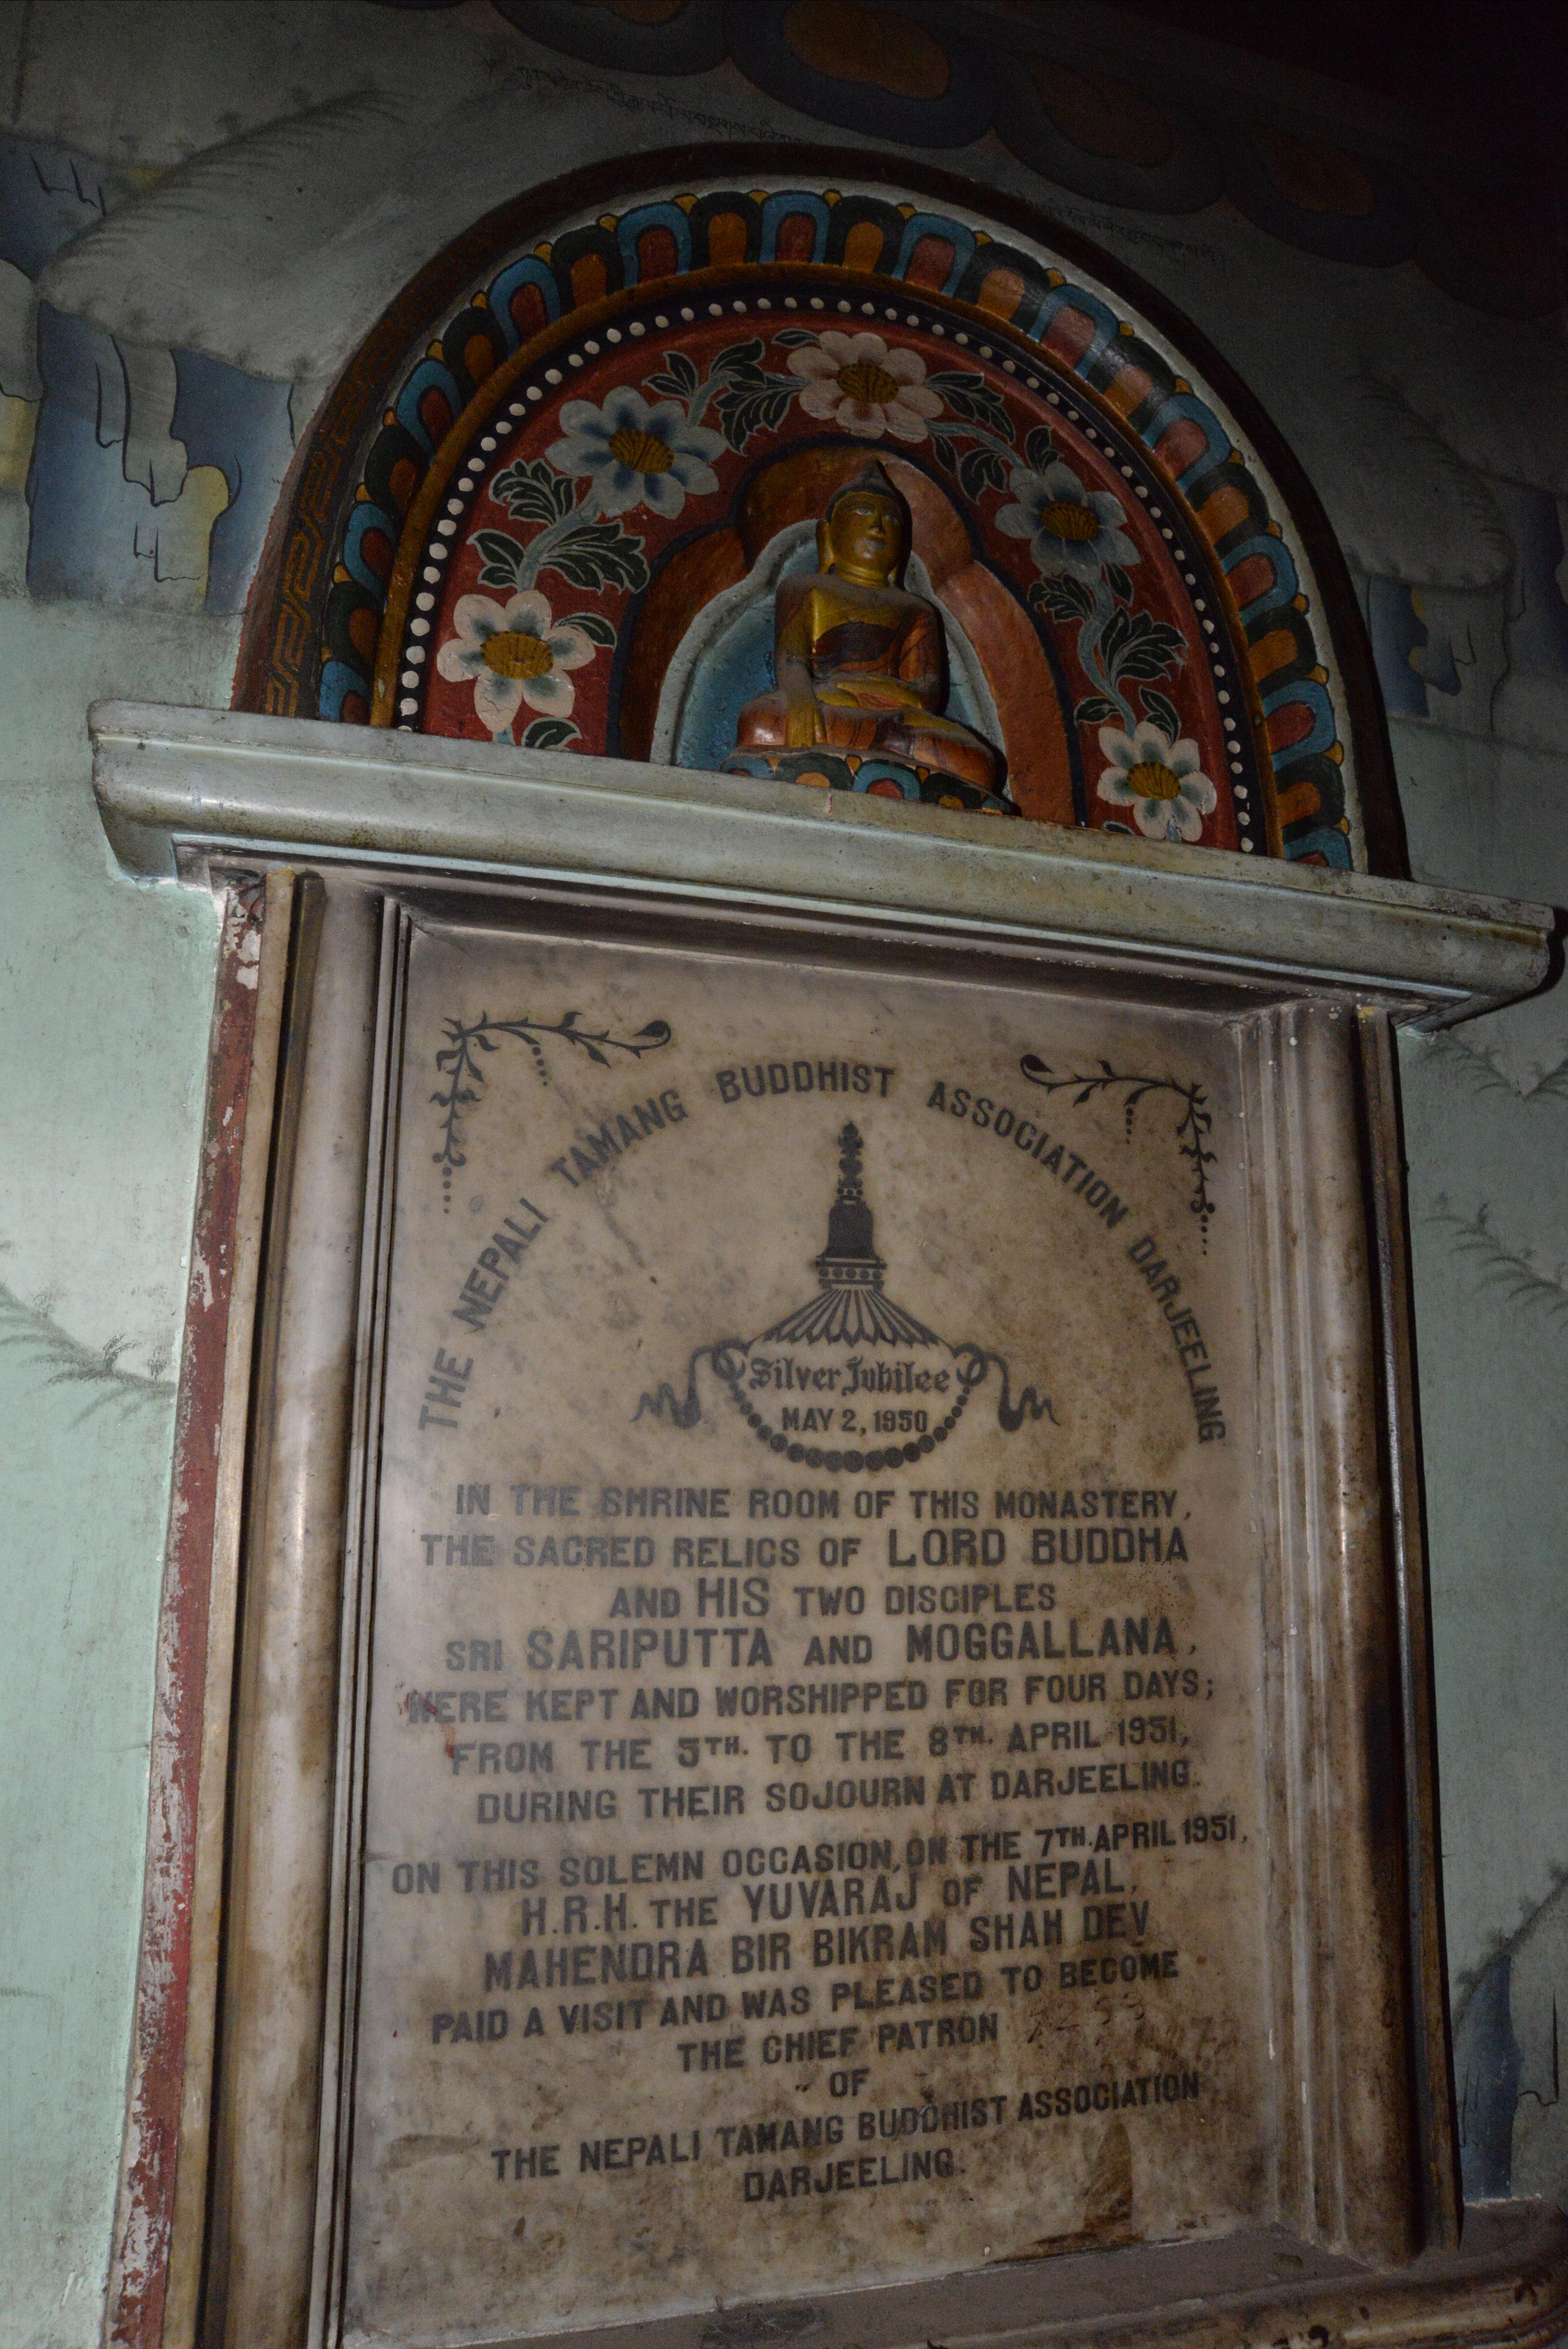 THE NEPALI TAMANG BUDDHIST ASSOCIATION DARJEELING
Silver Jubilee
MAY 2, 1950
IN THE SHRINE ROOM OF THIS MONASTERY,
THE SACRED RELICS OF LORD BUDDHA
AND HIS TWO DISCIPLES
SRI SARIPUTTA AND MOGGALLANA,
WERE KEPT AND WORSHIPPED FOR FOUR DAYS;
FROM THE 5TH. TO THE 8TH. APRIL 1951,
DURING THEIR SOJOURN AT DARJEELING.
ON THIS SOLEMN OCCASION, ON THE 7TH. APRIL 1951,
H.R.H. THE YUVARAJ OF NEPAL,
MAHENDRA BIR BIKRAM SHAH DEV
PAID A VISIT AND WAS PLEASED TO BECOME
THE CHIEF PATRON
OF
THE NEPALI TAMANG BUDDHIST ASSOCIATION
DARJEELING.